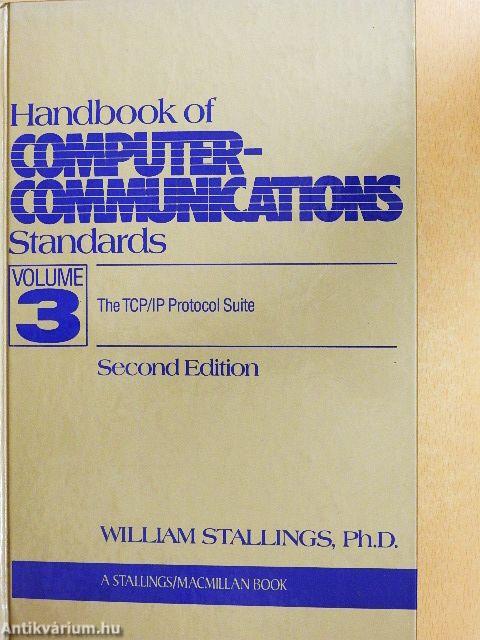 Handbook of
COMPUTER-
COMMUNICATIONS
Standards
VOLUME
3
The TCP/IP Protocol Suite
Second Edition
WILLIAM STALLINGS, Ph.D.
A STALLINGS/MACMILLAN BOOK
Antikvárium.hu